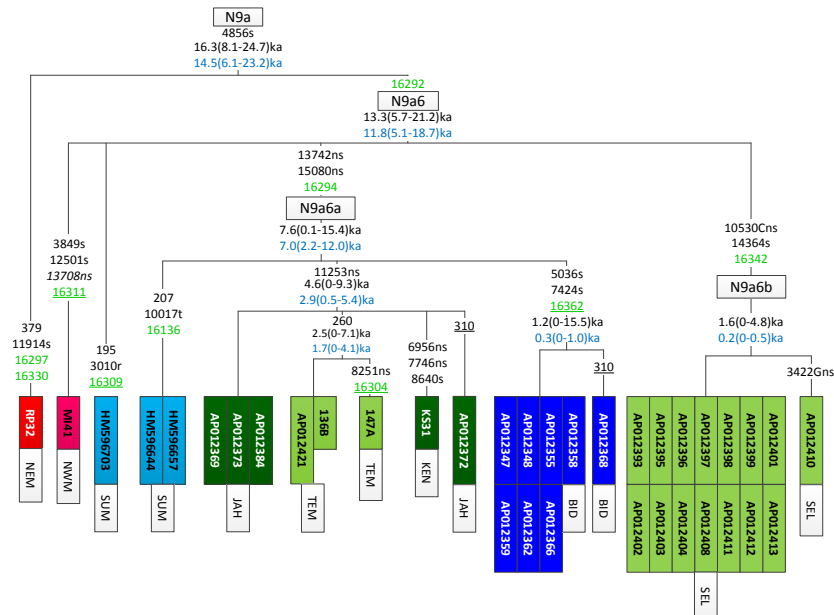 N9a
4856s
16.3(8.1-24.7)ka
14.5(6.1-23.2)ka
16292
N9a6
13.3(5.7-21.2)ka
11.8(5.1-18.7)ka
13742ns
15080ns
16294
N9a6a
7.6(0.1-15.4)ka
7.0(2.2-12.0)ka
10530Cns
14364s
16342
N9a6b
1.6(0-4.8)ka
0.2(0-0.5)ka
3849s
12501s
13708ns
16311
207
10017t
16136
11253ns
4.6(0-9.3)ka
2.9(0.5-5.4)ka
5036s
7424s
16362
1.2(0-15.5)ka
0.3(0-1.0)ka
379
11914s
16297
16330
195
3010r
16309
260
2.5(0-7.1)ka
1.7(0-4.1)ka
8251ns
16304
6956ns
7746ns
8640s
310
310
3422Gns
RP32
NEM
MI41
NWM
HM596703
SUM
HM596644
HM596657
SUM
AP012369
AP012373
AP012384
JAH
AP012421
136B
TEM
147A
TEM
KS31
KEN
AP012372
JAH
AP012347
AP012348
AP012355
AP012358
AP012359
AP012362
AP012366
BID
AP012368
BID
AP012393
AP012395
AP012396
AP012397
AP012398
AP012399
AP012401
AP012402
AP012403
AP012404
AP012408
AP012411
AP012412
AP012413
SEL
AP012410
SEL